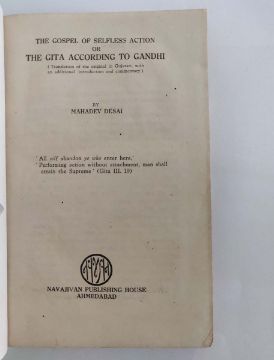 THE GOSPEL OF SELFLESS ACTION
OR
THE GITA ACCORDING TO GANDHI
( Translation of the original in Gujarati, with
an additional introduction and commentary )
BY
MAHADEV DESAI
' All self abandon ye who enter here.
' Performing action without attachment, man shall
attain the Supreme ' (Gita III. 19)
NAVAJIVAN PUBLISHING HOUSE
AHMEDABAD